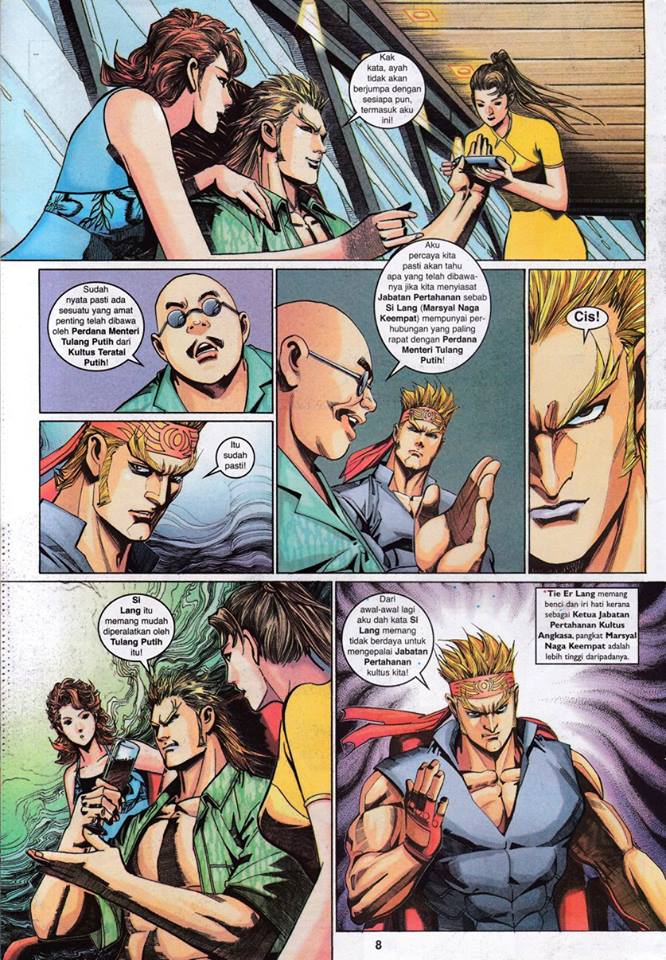 Kak
kata, ayah
tidak akan
berjumpa dengan
sesiapa pun,
termasuk aku
ini!
Sudah
nyata pasti ada
sesuatu yang amat
penting telah dibawa
oleh Perdana Menteri
Tulang Putih dari
Kultus Teratai
Putih!
Itu
sudah
pasti!
Aku
percaya kita
pasti akan tahu
apa yang telah dibawa-
nya jika kita menyiasat
Jabatan Pertahanan sebab
Si Lang (Marsyal Naga
Keempat) mempunyai per-
hubungan yang paling
rapat dengan Perdana
Menteri Tulang
Putih!
Cis!
Si
Lang itu
memang mudah
diperalatkan oleh
Tulang Putih
itu!
Dari
awal-awal lagi
aku dah kata Si
Lang memang
tidak berdaya untuk
mengepalai Jabatan
Pertahanan
kultus kita!
*Tie Er Lang memang
benci dan iri hati kerana
sebagai Ketua Jabatan
Pertahanan Kultus
Angkasa, pangkat Marsyal
Naga Keempat adalah
lebih tinggi daripadanya.
8